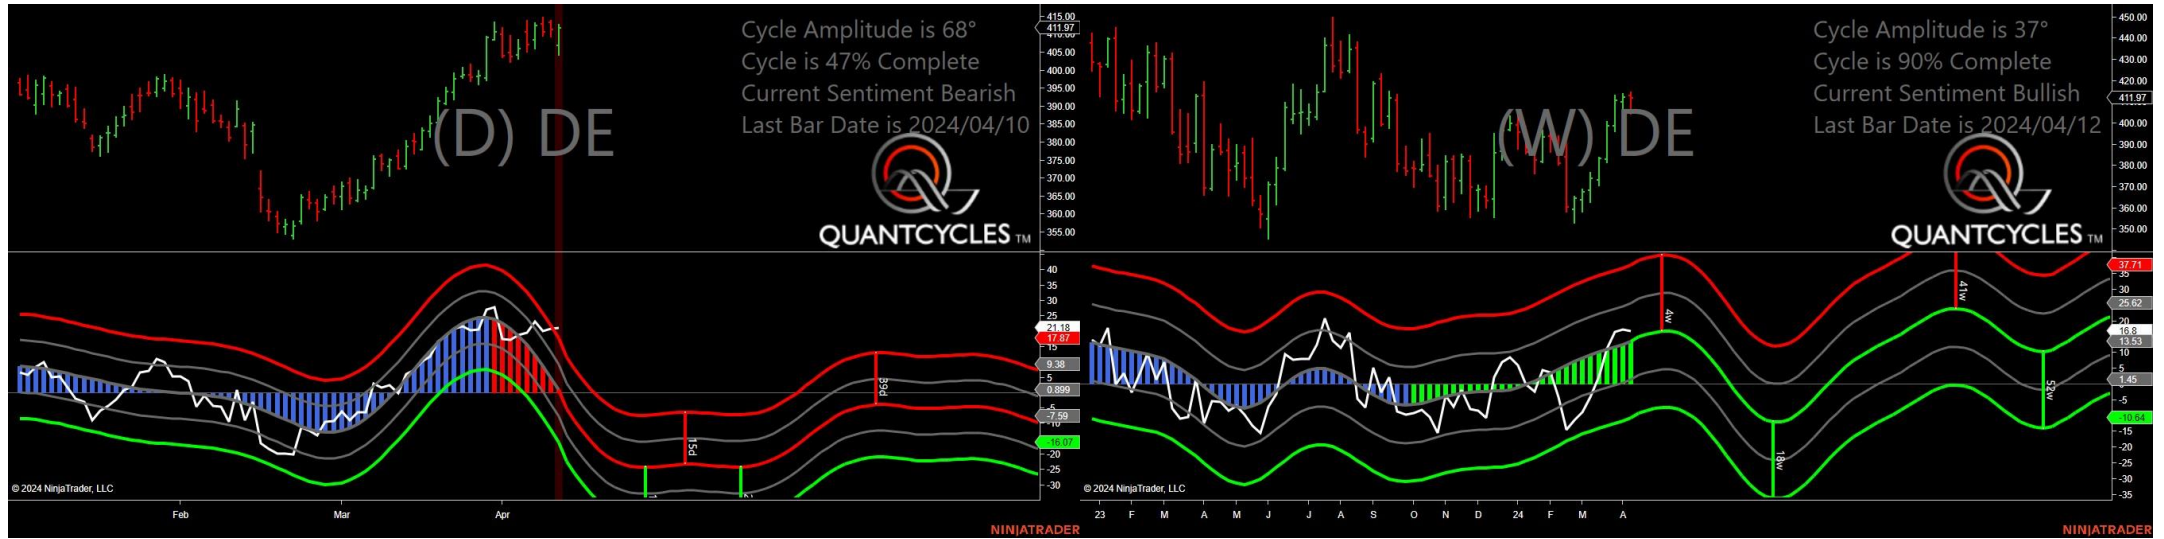 Cycle Amplitude is 68°
Cycle is 47% Complete
Current Sentiment Bearish
Last Bar Date is 2024/04/10
(D) DE
QUANTCYCLES TM
415.00
411.97
405.00
400.00
395.00
390.00
385.00
380.00
375.00
370.00
365.00
360.00
355.00
40
35
30
25
21.18
17.87
15
9.38
5
0.899
-5
-7.59
-10
-16.07
-20
-25
-30
15d
39d
© 2024 NinjaTrader, LLC
Feb Mar Apr
NINJATRADER
Cycle Amplitude is 37°
Cycle is 90% Complete
Current Sentiment Bullish
Last Bar Date is 2024/04/12
(W) DE
QUANTCYCLES TM
450.00
440.00
430.00
420.00
411.97
400.00
390.00
380.00
370.00
360.00
350.00
37.71
35
30
25.62
20
16.8
13.53
10
5
1.45
-5
-10.64
-15
-20
-25
-30
-35
4w
18w
41w
52w
© 2024 NinjaTrader, LLC
23 F M A M J J A S O N D 24 F M A
NINJATRADER